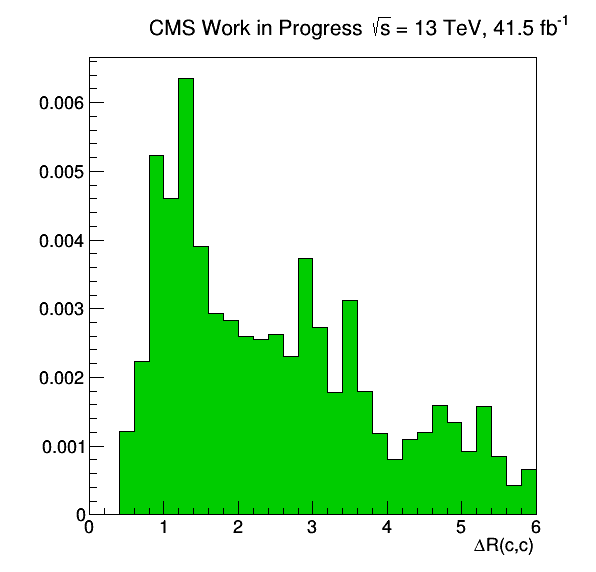 CMS Work in Progress √s = 13 TeV, 41.5 fb⁻¹
0.006
0.005
0.004
0.003
0.002
0.001
0
0 1 2 3 4 5 6
ΔR(c,c)